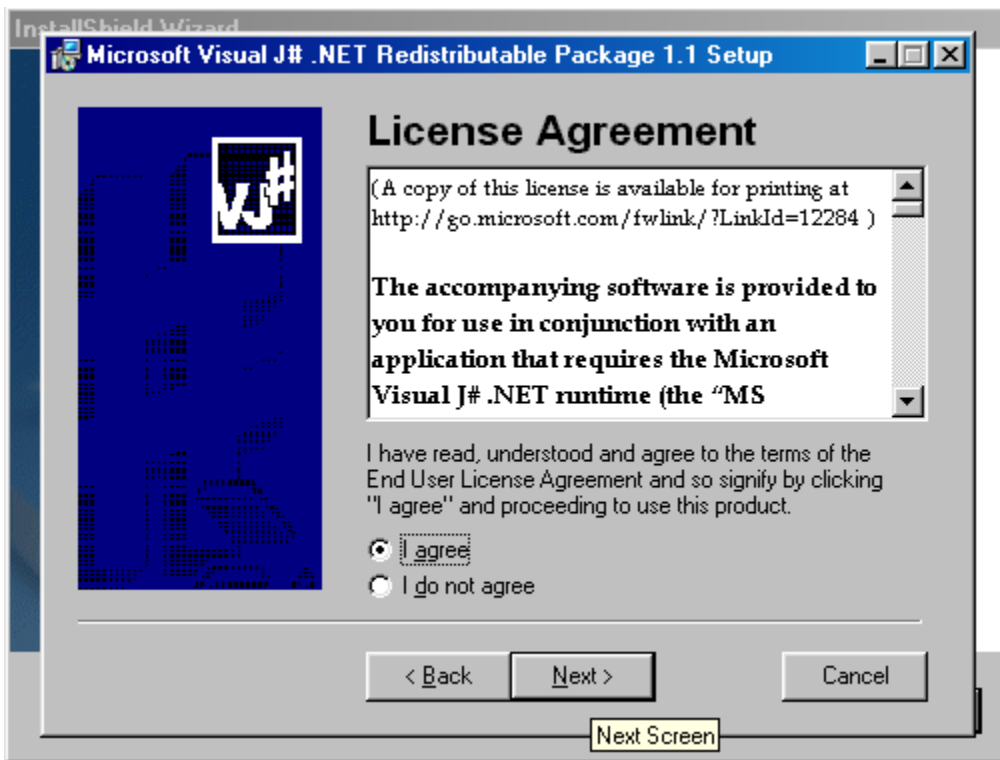 InstallShield Wizard
Microsoft Visual J# .NET Redistributable Package 1.1 Setup
VJ#
License Agreement
(A copy of this license is available for printing at
http://go.microsoft.com/fwlink/?LinkId=12284 )
The accompanying software is provided to
you for use in conjunction with an
application that requires the Microsoft
Visual J# .NET runtime (the “MS
I have read, understood and agree to the terms of the
End User License Agreement and so signify by clicking
"I agree" and proceeding to use this product.
I agree
I do not agree
< Back
Next >
Cancel
Next Screen